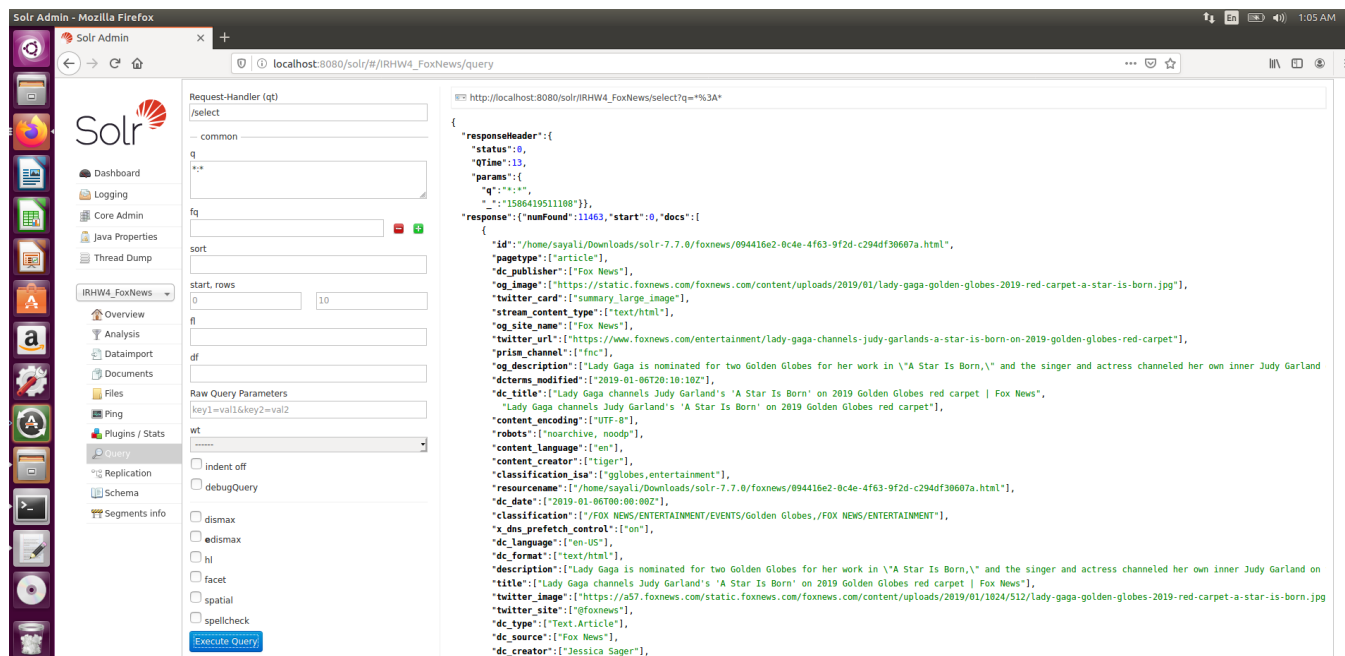 Solr Admin - Mozilla Firefox
En
1:05 AM
Solr Admin
localhost:8080/solr/#/IRHW4_FoxNews/query
Solr
Dashboard
Logging
Core Admin
Java Properties
Thread Dump
IRHW4_FoxNews
Overview
Analysis
Dataimport
Documents
Files
Ping
Plugins / Stats
Query
Replication
Schema
Segments info
Request-Handler (qt)
/select
common
q
*:*
fq
sort
start, rows
0
10
fl
df
Raw Query Parameters
key1=val1&key2=val2
wt
------
indent off
debugQuery
dismax
edismax
hl
facet
spatial
spellcheck
Execute Query
http://localhost:8080/solr/IRHW4_FoxNews/select?q=*%3A*
{
"responseHeader":{
"status":0,
"QTime":13,
"params":{
"q":"*:*",
"_":"1586419511108"}},
"response":{"numFound":11463,"start":0,"docs":[
{
"id":"/home/sayali/Downloads/solr-7.7.0/foxnews/094416e2-0c4e-4f63-9f2d-c294df30607a.html",
"pagetype":["article"],
"dc_publisher":["Fox News"],
"og_image":["https://static.foxnews.com/foxnews.com/content/uploads/2019/01/lady-gaga-golden-globes-2019-red-carpet-a-star-is-born.jpg"],
"twitter_card":["summary_large_image"],
"stream_content_type":["text/html"],
"og_site_name":["Fox News"],
"twitter_url":["https://www.foxnews.com/entertainment/lady-gaga-channels-judy-garlands-a-star-is-born-on-2019-golden-globes-red-carpet"],
"prism_channel":["fnc"],
"og_description":["Lady Gaga is nominated for two Golden Globes for her work in \"A Star Is Born,\" and the singer and actress channeled her own inner Judy Garland
"dcterms_modified":["2019-01-06T20:10:10Z"],
"dc_title":["Lady Gaga channels Judy Garland's 'A Star Is Born' on 2019 Golden Globes red carpet | Fox News",
"Lady Gaga channels Judy Garland's 'A Star Is Born' on 2019 Golden Globes red carpet"],
"content_encoding":["UTF-8"],
"robots":["noarchive, noodp"],
"content_language":["en"],
"content_creator":["tiger"],
"classification_isa":["gglobes,entertainment"],
"resourcename":["/home/sayali/Downloads/solr-7.7.0/foxnews/094416e2-0c4e-4f63-9f2d-c294df30607a.html"],
"dc_date":["2019-01-06T00:00:00Z"],
"classification":["/FOX NEWS/ENTERTAINMENT/EVENTS/Golden Globes,/FOX NEWS/ENTERTAINMENT"],
"x_dns_prefetch_control":["on"],
"dc_language":["en-US"],
"dc_format":["text/html"],
"description":["Lady Gaga is nominated for two Golden Globes for her work in \"A Star Is Born,\" and the singer and actress channeled her own inner Judy Garland on
"title":["Lady Gaga channels Judy Garland's 'A Star Is Born' on 2019 Golden Globes red carpet | Fox News"],
"twitter_image":["https://a57.foxnews.com/static.foxnews.com/foxnews.com/content/uploads/2019/01/1024/512/lady-gaga-golden-globes-2019-red-carpet-a-star-is-born.jpg
"twitter_site":["@foxnews"],
"dc_type":["Text.Article"],
"dc_source":["Fox News"],
"dc_creator":["Jessica Sager"],